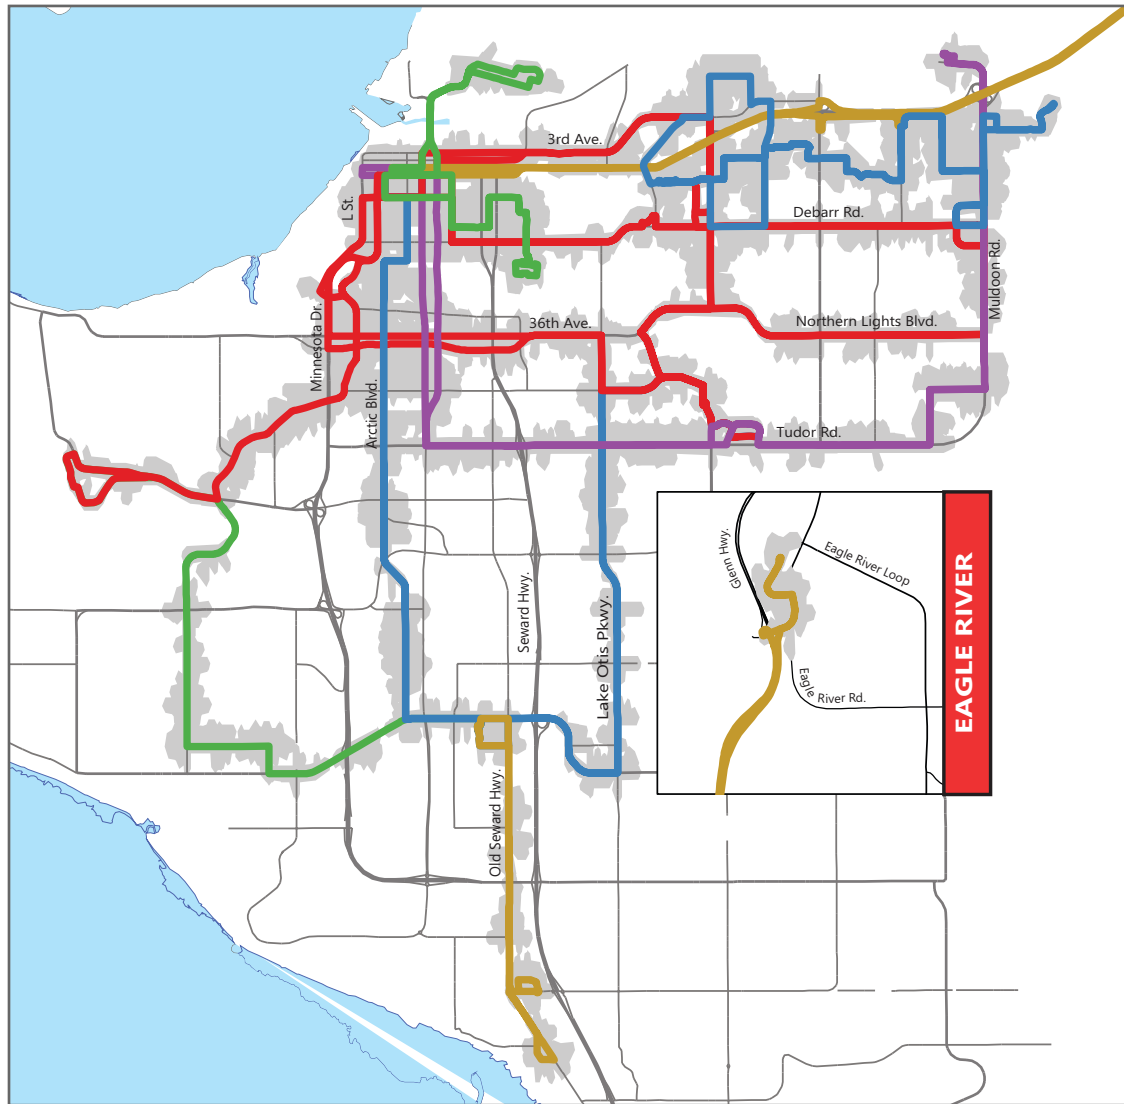 3rd Ave.
L St.
Debarr Rd.
Muldoon Rd.
Minnesota Dr.
36th Ave.
Northern Lights Blvd.
Arctic Blvd.
Tudor Rd.
Glenn Hwy.
Eagle River Loop
Seward Hwy.
Lake Otis Pkwy.
Eagle River Rd.
EAGLE RIVER
Old Seward Hwy.